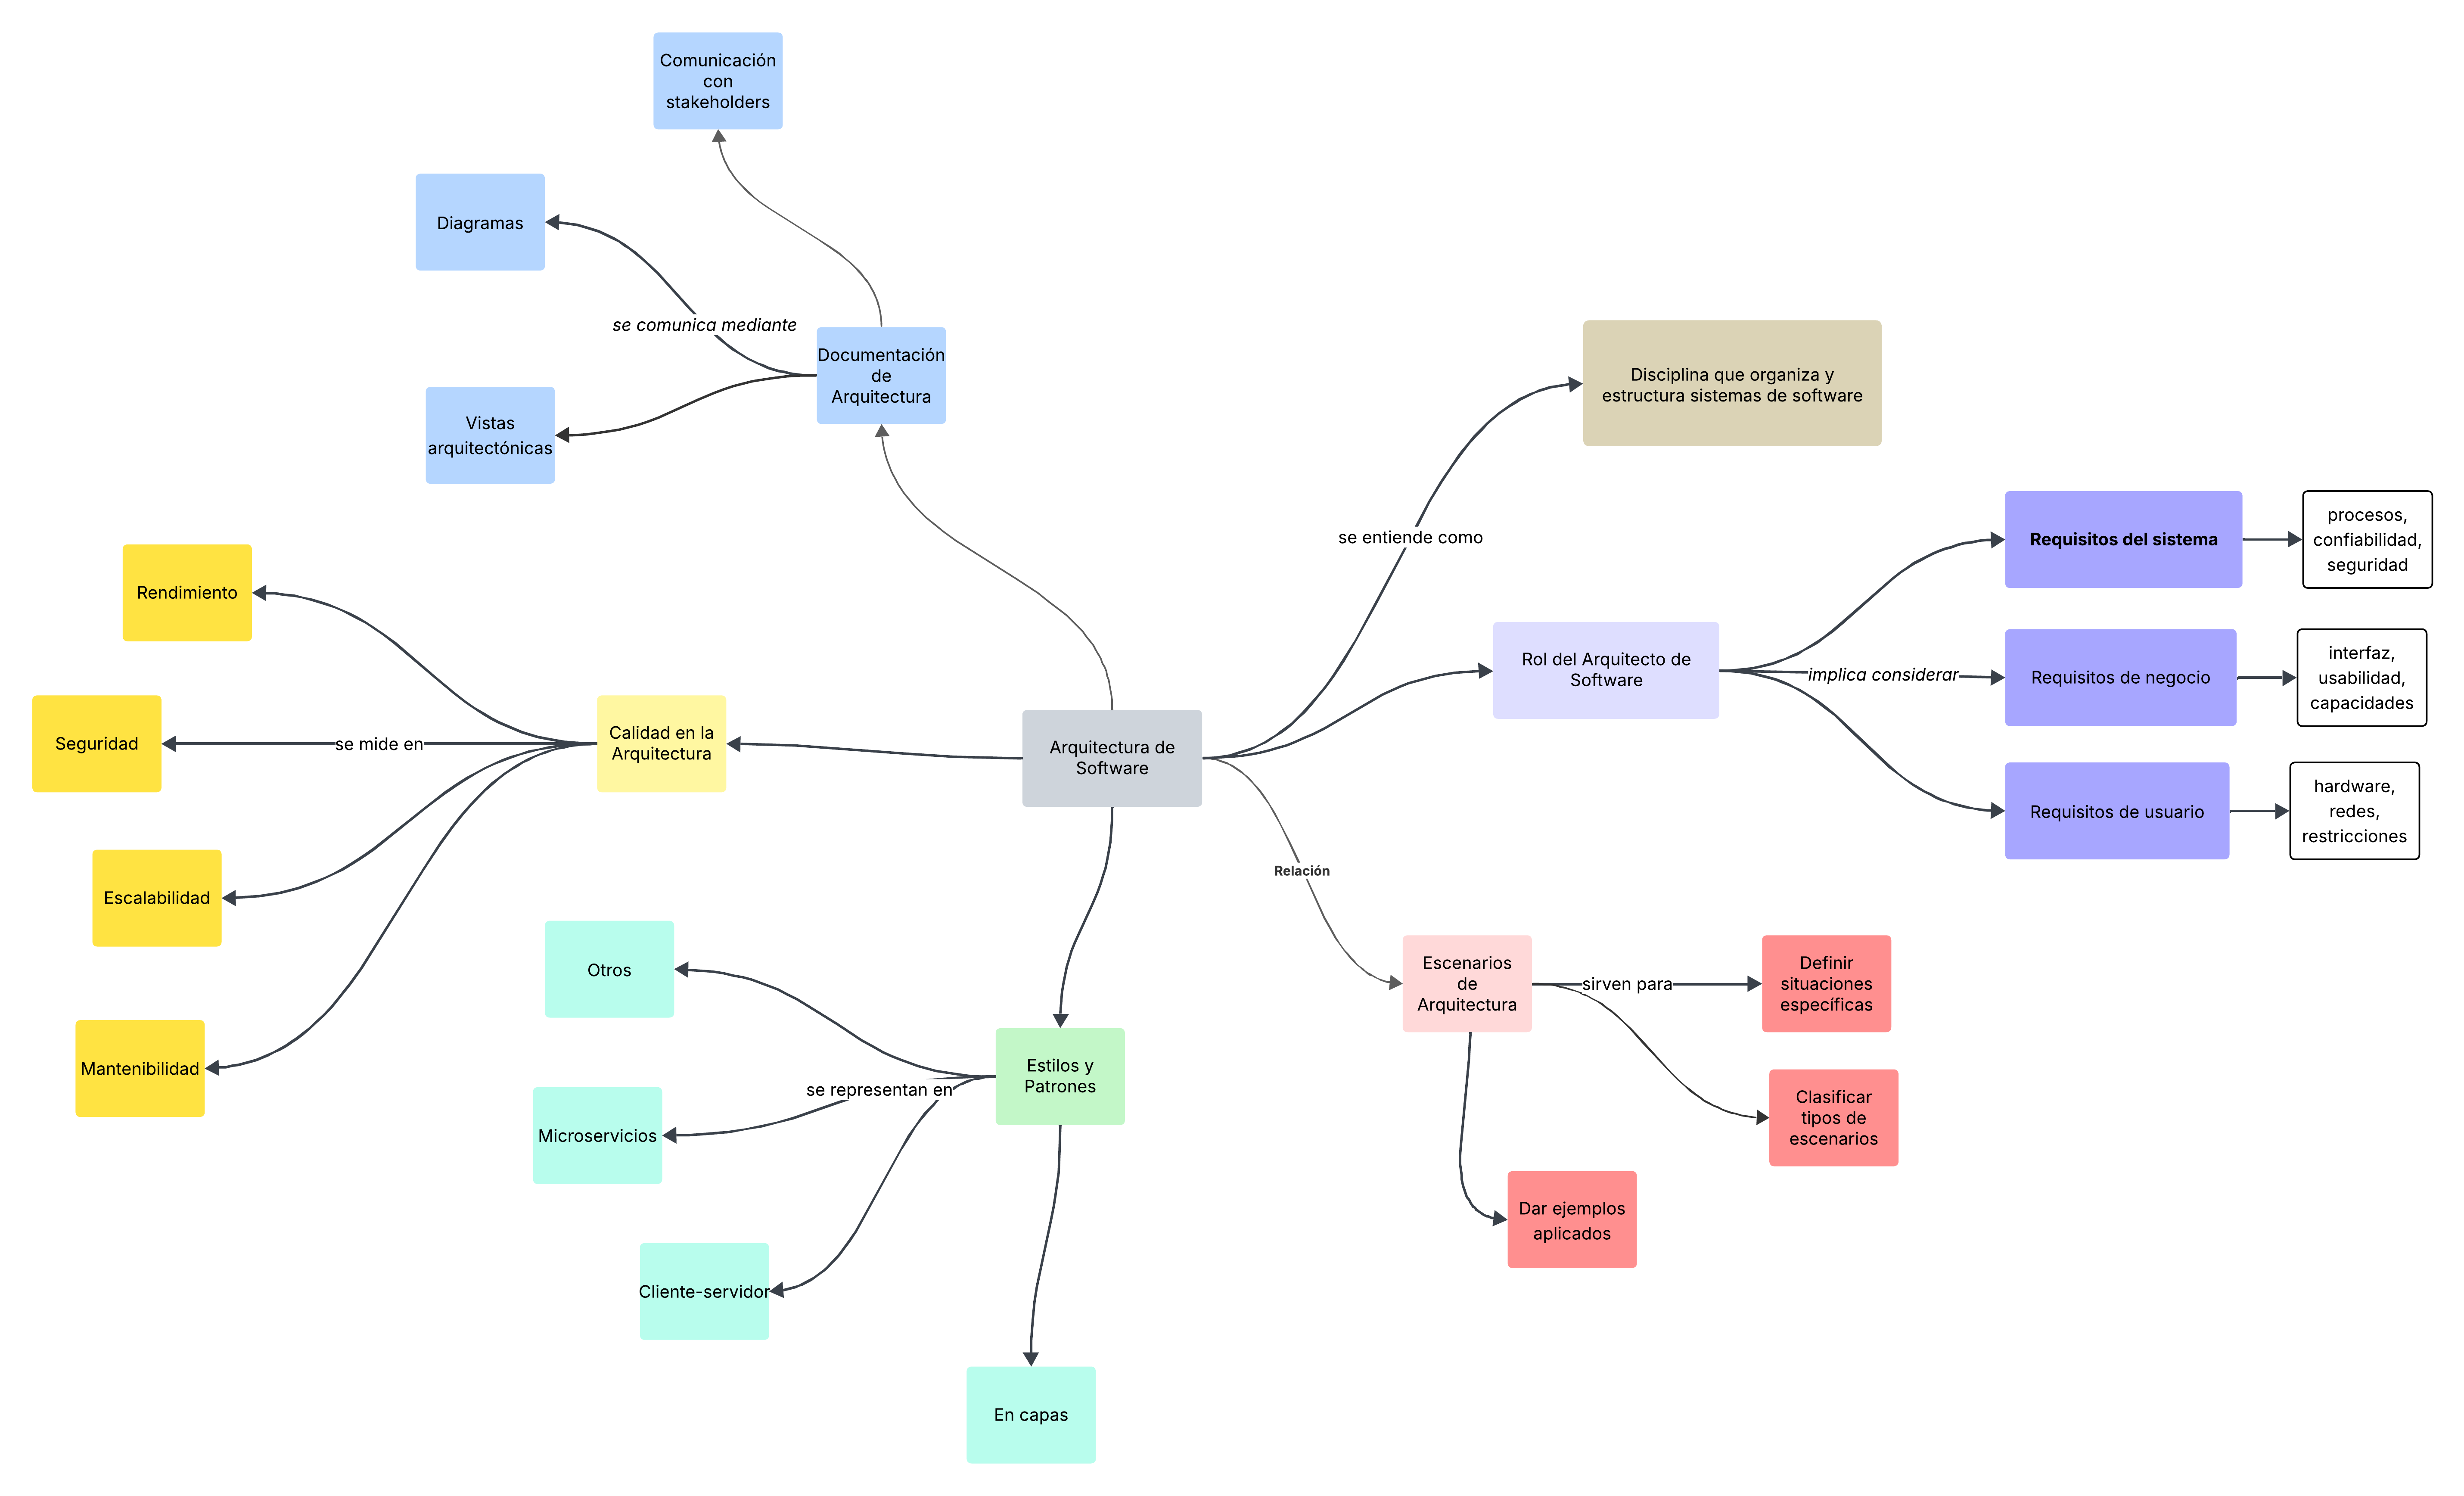 Comunicación
con
stakeholders
Diagramas
se comunica mediante
Documentación
de
Arquitectura
Vistas
arquitectónicas
Disciplina que organiza y
estructura sistemas de software
se entiende como
Requisitos del sistema
procesos,
confiabilidad,
seguridad
Rol del Arquitecto de
Software
implica considerar
Requisitos de negocio
interfaz,
usabilidad,
capacidades
Requisitos de usuario
hardware,
redes,
restricciones
Rendimiento
Seguridad
se mide en
Calidad en la
Arquitectura
Arquitectura de
Software
Escalabilidad
Mantenibilidad
Relación
Escenarios
de
Arquitectura
sirven para
Definir
situaciones
específicas
Clasificar
tipos de
escenarios
Dar ejemplos
aplicados
Otros
Estilos y
Patrones
se representan en
Microservicios
Cliente-servidor
En capas